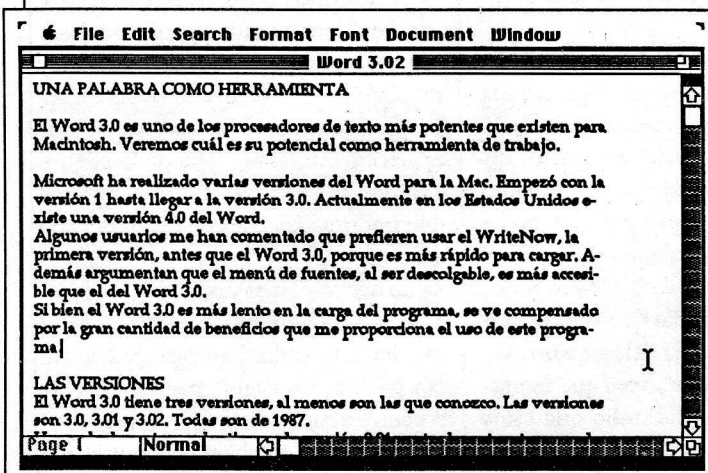 File Edit Search Format Font Document Window
Word 3.02
UNA PALABRA COMO HERRAMIENTA
El Word 3.0 es uno de los procesadores de texto más potentes que existen para
Macintosh. Veremos cuál es su potencial como herramienta de trabajo.
Microsoft ha realizado varias versiones del Word para la Mac. Empezó con la
versión 1 hasta llegar a la versión 3.0. Actualmente en los Estados Unidos e-
xiste una versión 4.0 del Word.
Algunos usuarios me han comentado que prefieren usar el WriteNow, la
primera versión, antes que el Word 3.0, porque es más rápido para cargar. A-
demás argumentan que el menú de fuentes, al ser descolgable, es más accesi-
ble que el del Word 3.0.
Si bien el Word 3.0 es más lento en la carga del programa, se ve compensado
por la gran cantidad de beneficios que me proporciona el uso de este progra-
ma
LAS VERSIONES
El Word 3.0 tiene tres versiones, al menos son las que conozco. Las versiones
son 3.0, 3.01 y 3.02. Todas son de 1987.
Page 1 Normal